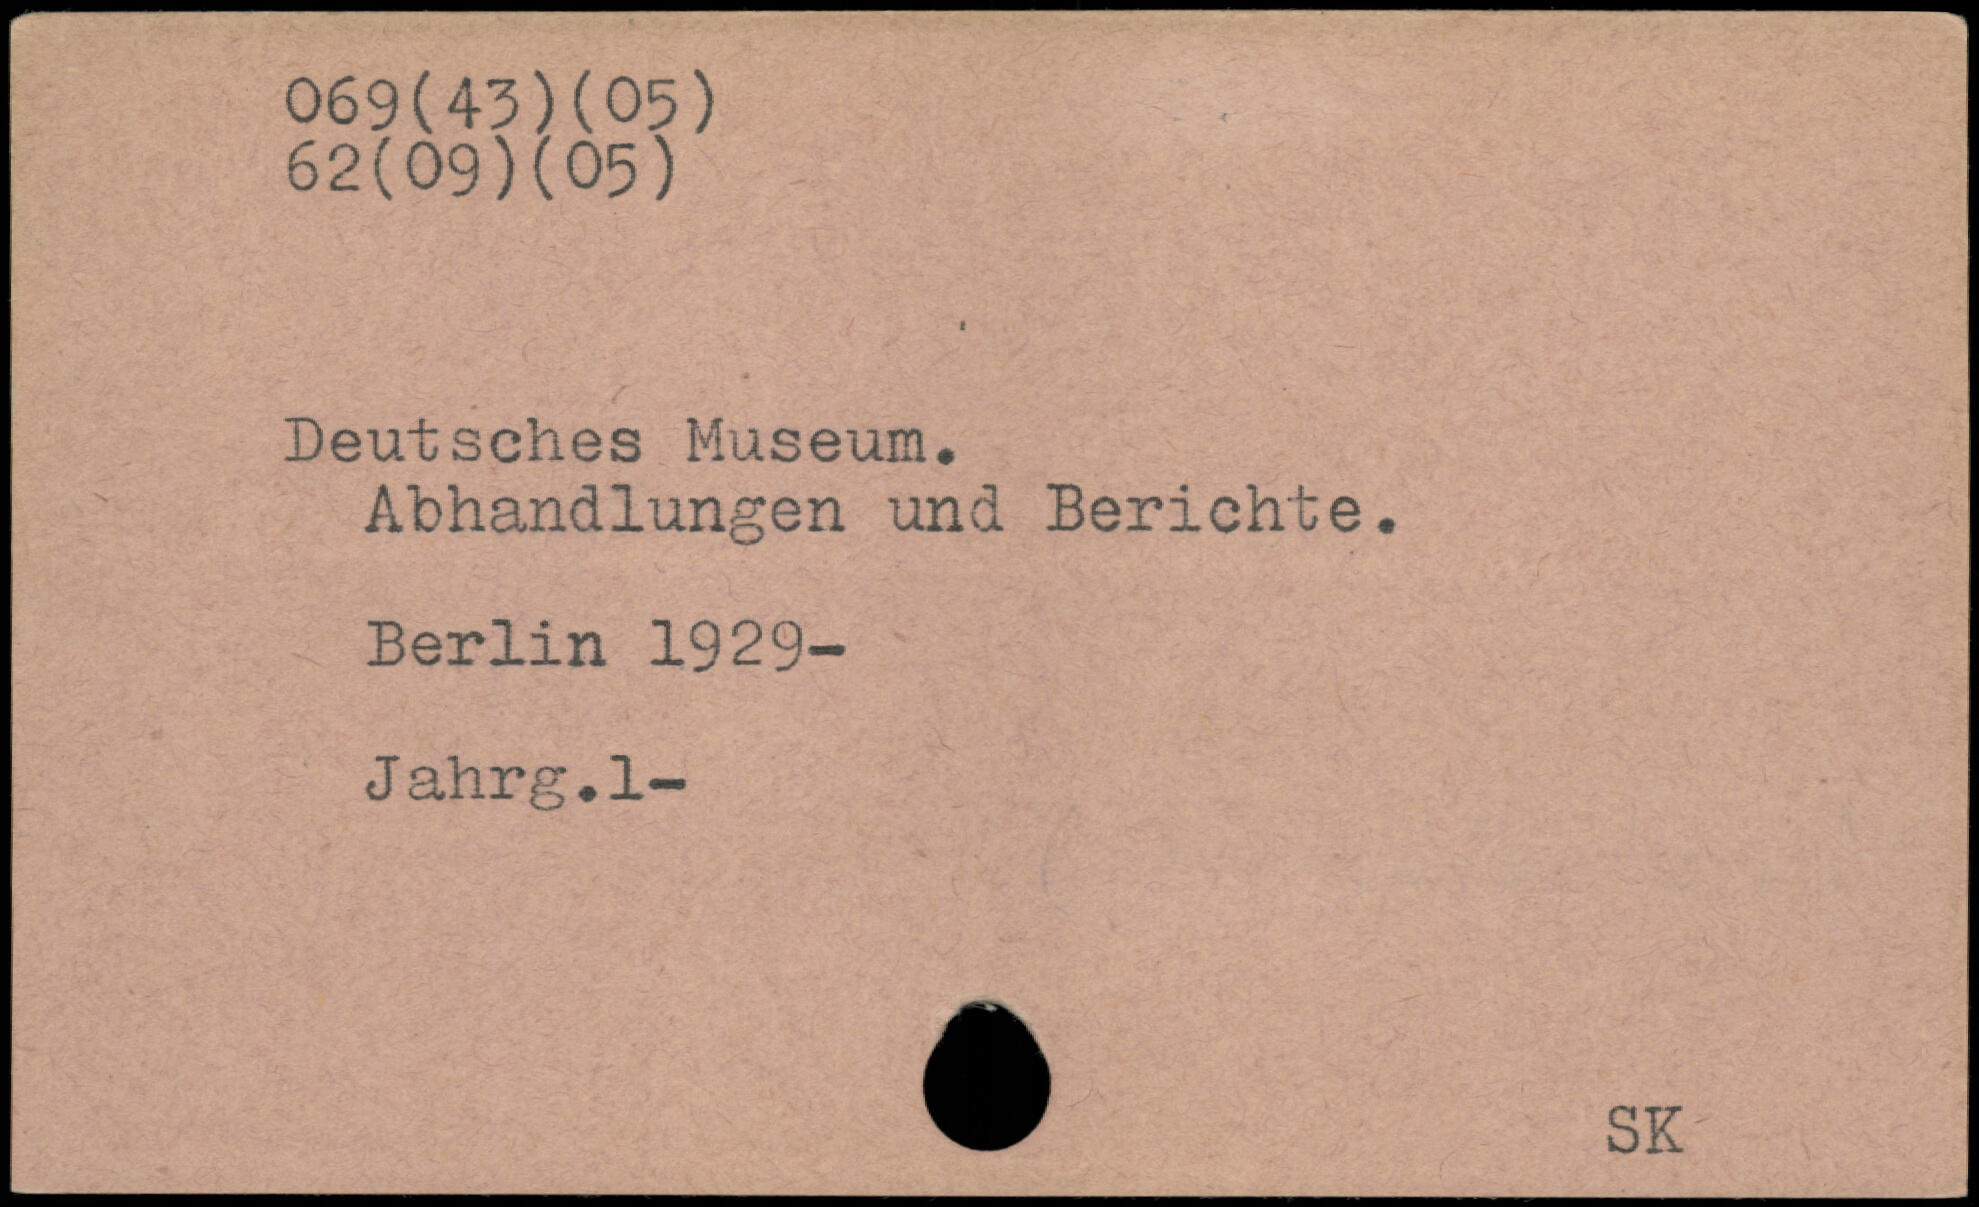 069(43)(05)
62(09)(05)
Deutsches Museum.
Abhandlungen und Berichte.
Berlin 1929-
Jahrg.1-
SK